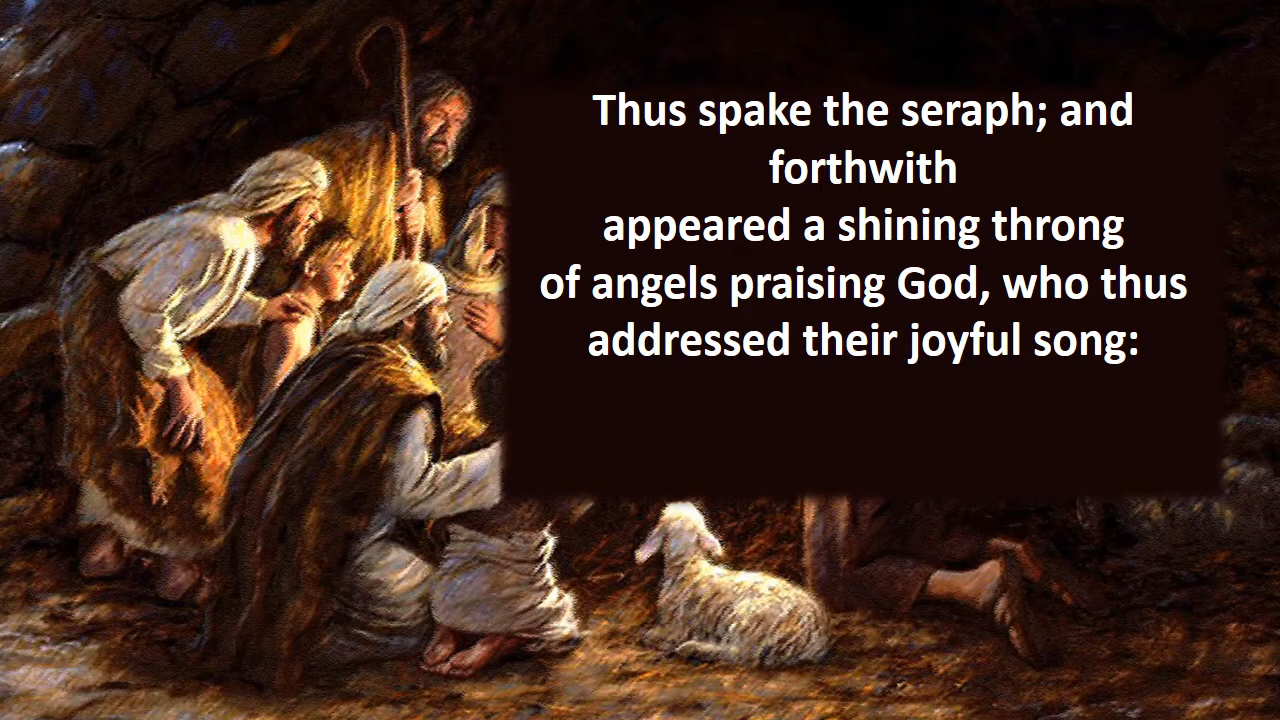 Thus spake the seraph; and
forthwith
appeared a shining throng
of angels praising God, who thus
addressed their joyful song: